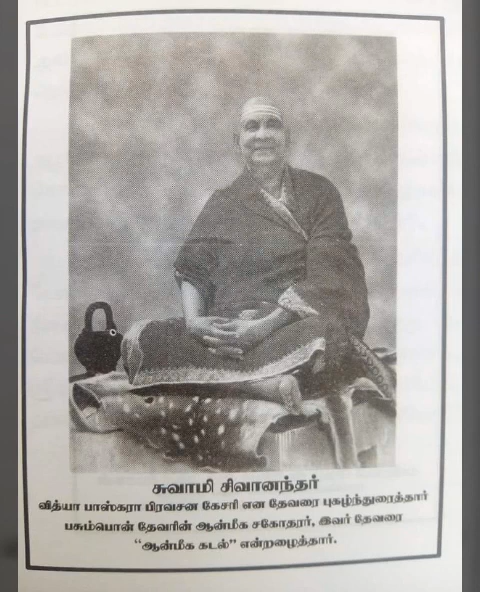 சுவாமி சிவானந்தர்
வித்யா பாஸ்கரா பிரவசன கேசரி என தேவரை புகழ்ந்துரைத்தார்
பசும்பொன் தேவரின் ஆன்மீக சகோதரர், இவர் தேவரை
“ஆன்மீக கடல்” என்றழைத்தார்.